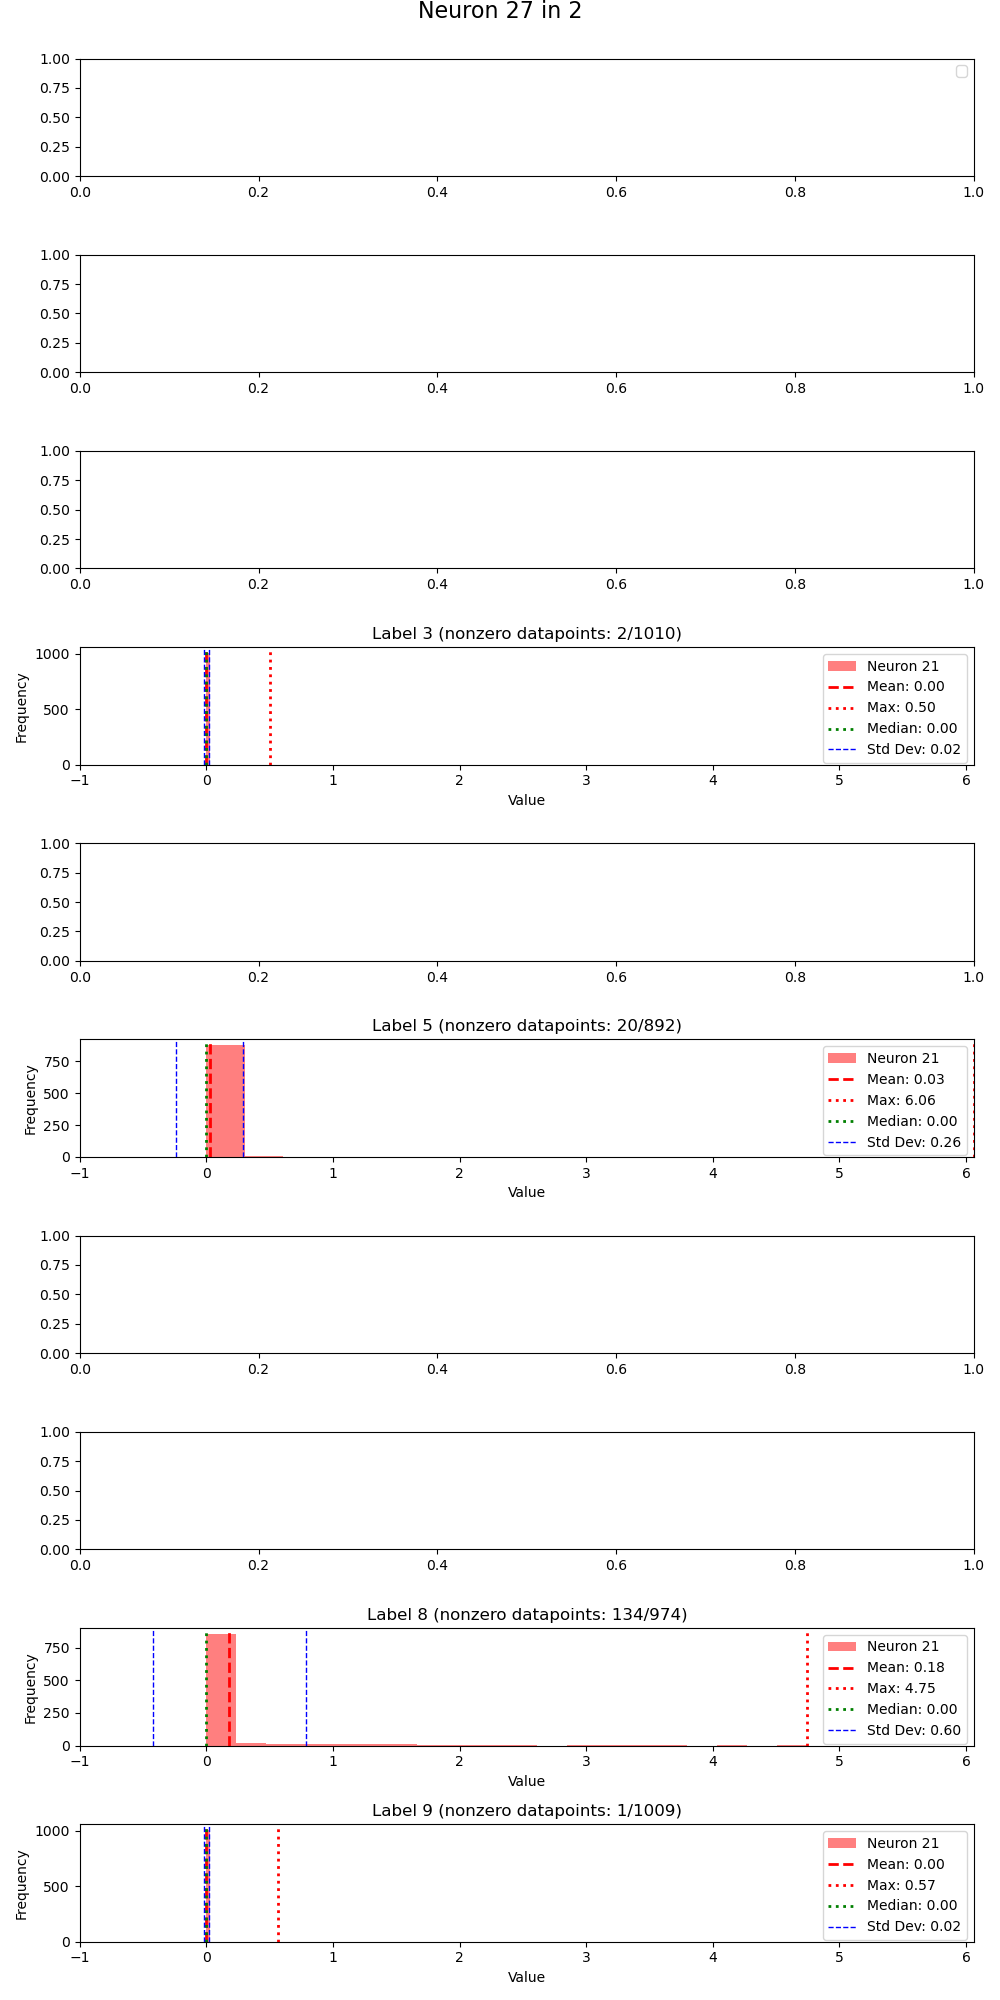 Neuron 27 in 2
1.00
0.75
0.50
0.25
0.00
0.0 0.2 0.4 0.6 0.8 1.0
1.00
0.75
0.50
0.25
0.00
0.0 0.2 0.4 0.6 0.8 1.0
1.00
0.75
0.50
0.25
0.00
0.0 0.2 0.4 0.6 0.8 1.0
Label 3 (nonzero datapoints: 2/1010)
Frequency
1000
500
0
Neuron 21
Mean: 0.00
Max: 0.50
Median: 0.00
Std Dev: 0.02
−1 0 1 2 3 4 5 6
Value
1.00
0.75
0.50
0.25
0.00
0.0 0.2 0.4 0.6 0.8 1.0
Label 5 (nonzero datapoints: 20/892)
Frequency
750
500
250
0
Neuron 21
Mean: 0.03
Max: 6.06
Median: 0.00
Std Dev: 0.26
−1 0 1 2 3 4 5 6
Value
1.00
0.75
0.50
0.25
0.00
0.0 0.2 0.4 0.6 0.8 1.0
1.00
0.75
0.50
0.25
0.00
0.0 0.2 0.4 0.6 0.8 1.0
Label 8 (nonzero datapoints: 134/974)
Frequency
750
500
250
0
Neuron 21
Mean: 0.18
Max: 4.75
Median: 0.00
Std Dev: 0.60
−1 0 1 2 3 4 5 6
Value
Label 9 (nonzero datapoints: 1/1009)
Frequency
1000
500
0
Neuron 21
Mean: 0.00
Max: 0.57
Median: 0.00
Std Dev: 0.02
−1 0 1 2 3 4 5 6
Value